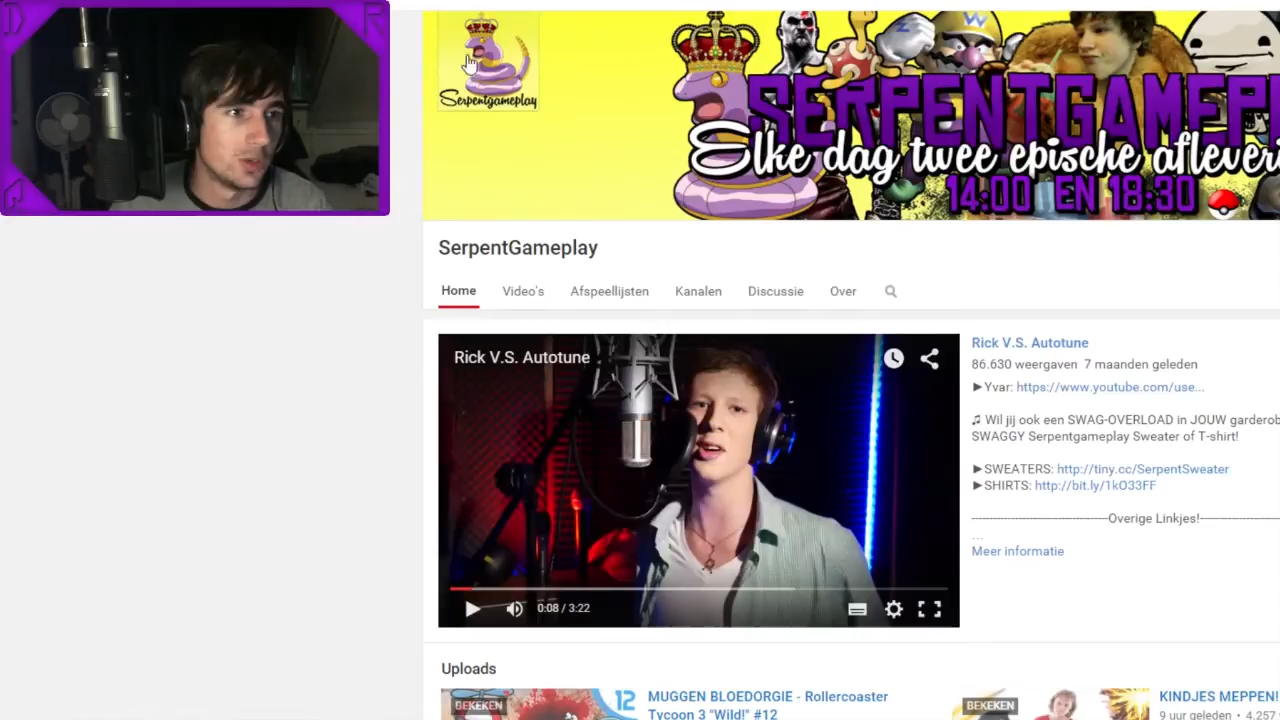 D
R
Serpentgameplay
SERPENTGAMEPL
Elke dag twee epische afleveri
14:00 EN 18:30
SerpentGameplay
Home Video's Afspeellijsten Kanalen Discussie Over
Rick V.S. Autotune
0:08 / 3:22
Rick V.S. Autotune
86.630 weergaven 7 maanden geleden
►Yvar: https://www.youtube.com/use...
♫ Wil jij ook een SWAG-OVERLOAD in JOUW garderob
SWAGGY Serpentgameplay Sweater of T-shirt!
►SWEATERS: http://tiny.cc/SerpentSweater
►SHIRTS: http://bit.ly/1kO33FF
----------------------------------Overige Linkjes!--------------------
...
Meer informatie
Uploads
BEKEKEN
12
MUGGEN BLOEDORGIE - Rollercoaster
Tycoon 3 "Wild!" #12
BEKEKEN
KINDJES MEPPEN!
9 uur geleden • 4.257